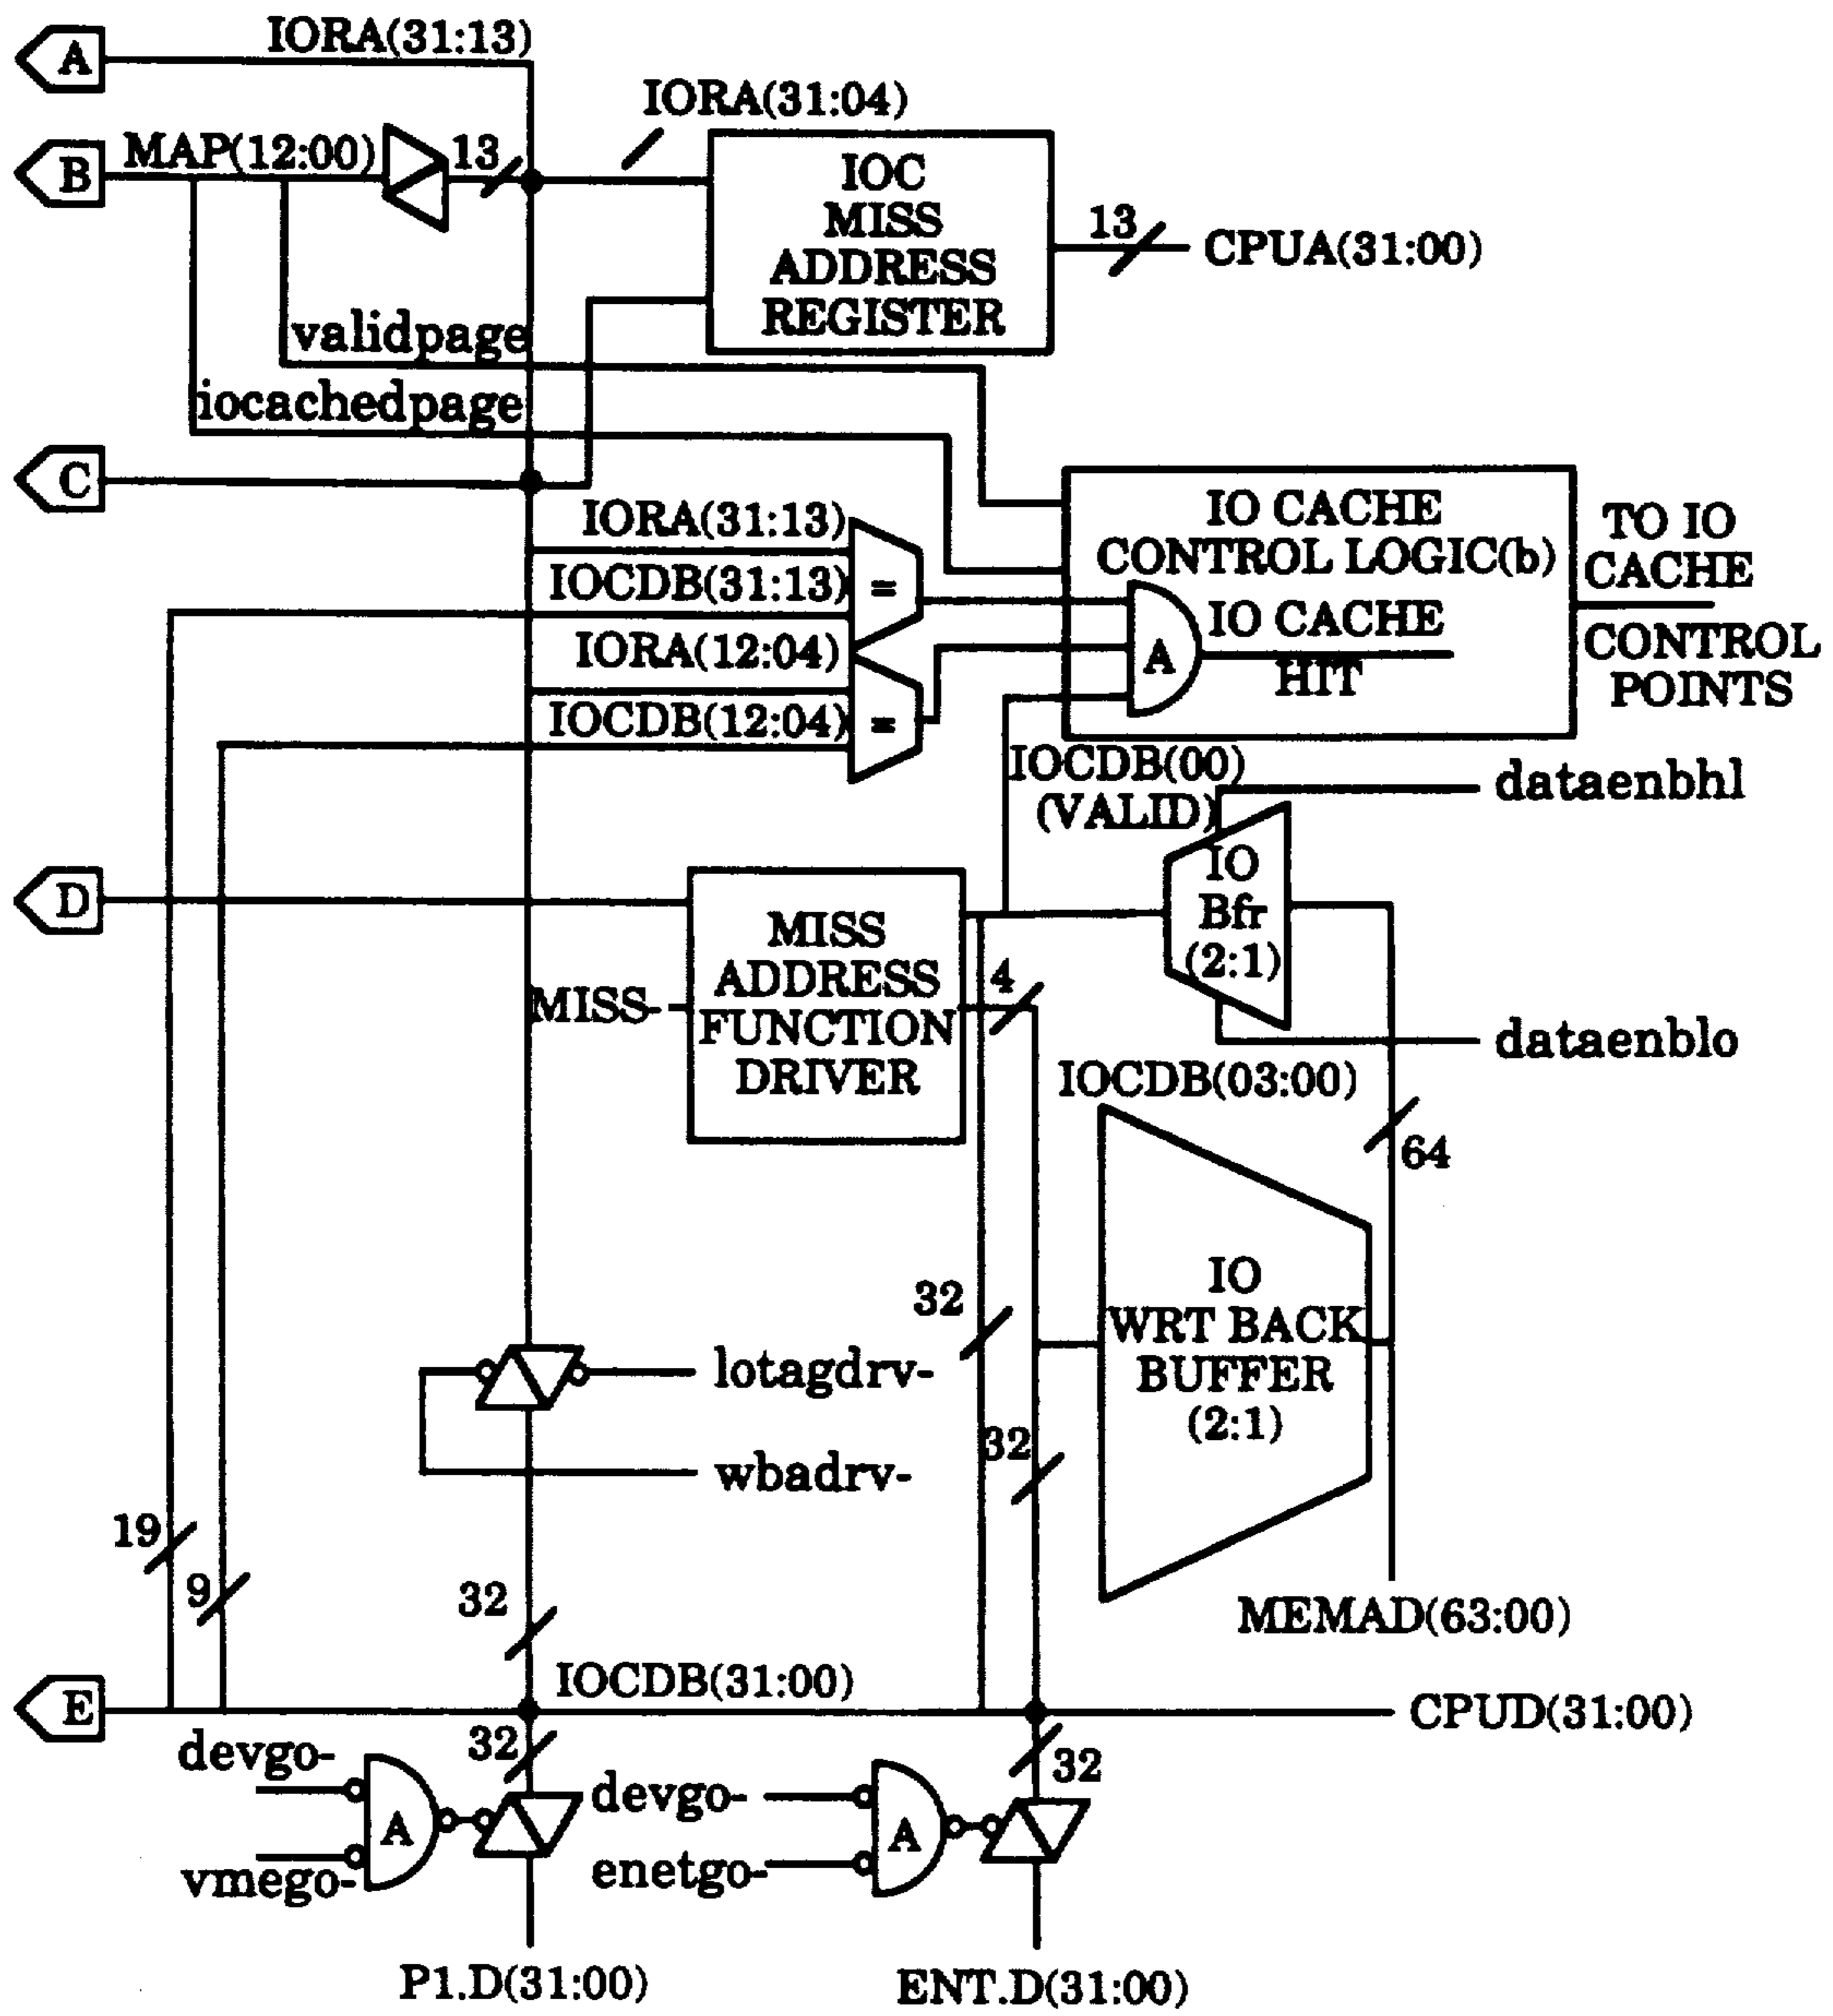 A
IORA(31:13)
IORA(31:04)
B
MAP(12:00)
13
IOC
MISS
ADDRESS
REGISTER
13
CPUA(31:00)
validpage
iocachedpage
C
IORA(31:13)
IOCDB(31:13)
=
IORA(12:04)
IOCDB(12:04)
=
IO CACHE
CONTROL LOGIC(b)
A
IO CACHE
HIT
TO IO
CACHE
CONTROL
POINTS
IOCDB(00)
(VALID)
dataenbhl
D
MISS
ADDRESS
FUNCTION
DRIVER
MISS-
4
IO
Bfr
(2:1)
dataenblo
IOCDB(03:00)
64
32
IO
WRT BACK
BUFFER
(2:1)
lotagdrv-
32
wbadrv-
19
9
32
MEMAD(63:00)
E
IOCDB(31:00)
CPUD(31:00)
devgo-
32
A
vmego-
devgo-
32
A
enetgo-
P1.D(31:00)
ENT.D(31:00)